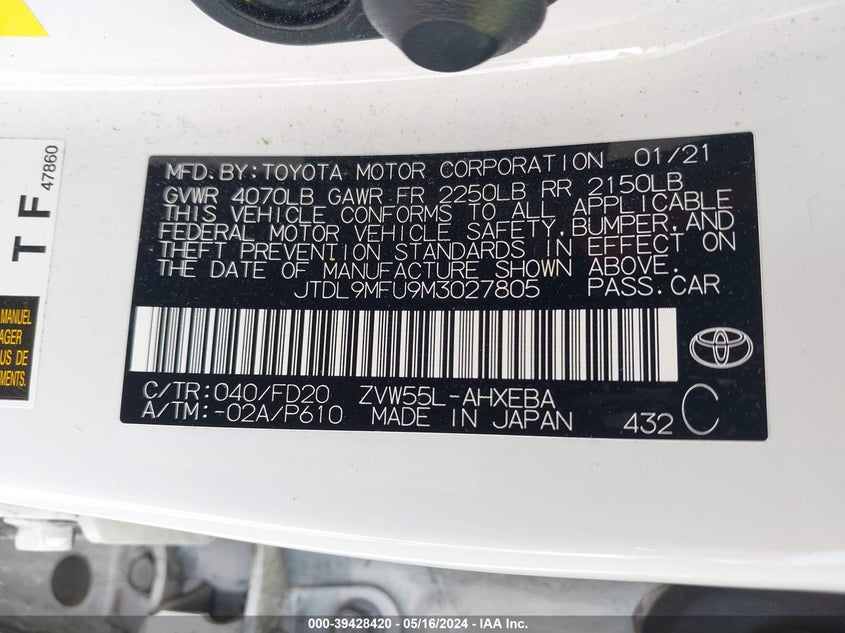 MFD.BY:TOYOTA MOTOR CORPORATION 01/21
GVWR 4070LB GAWR FR 2250LB RR 2150LB
THIS VEHICLE CONFORMS TO ALL APPLICABLE
FEDERAL MOTOR VEHICLE SAFETY,BUMPER,AND
THEFT PREVENTION STANDARDS IN EFFECT ON
THE DATE OF MANUFACTURE SHOWN ABOVE.
JTDL9MFU9M3027805 PASS.CAR
C/TR:040/FD20 ZVW55L-AHXEBA
A/TM:-02A/P610 MADE IN JAPAN 432 C
T F
47860
MANUEL
AGER
US DE
MENTS.
000-39428420 - 05/16/2024 - IAA Inc.